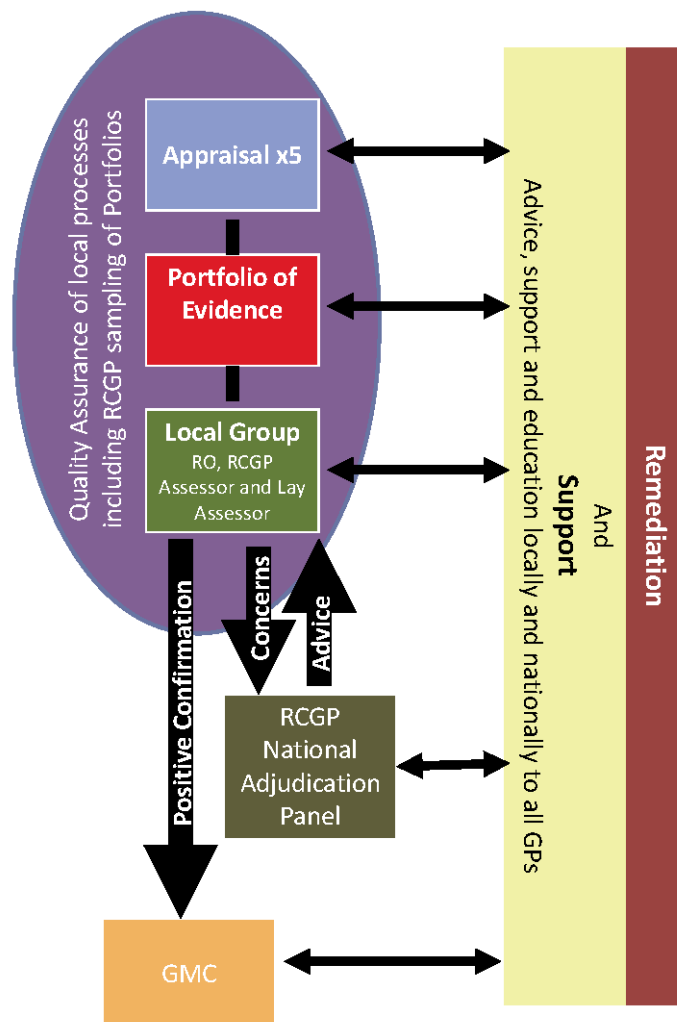 Quality Assurance of local processes
including RCGP sampling of Portfolios
Appraisal x5
Portfolio of
Evidence
Local Group
RO, RCGP
Assessor and Lay
Assessor
Positive Confirmation
Concerns
Advice
RCGP
National
Adjudication
Panel
GMC
Remediation
And
Support
Advice, support and education locally and nationally to all GPs